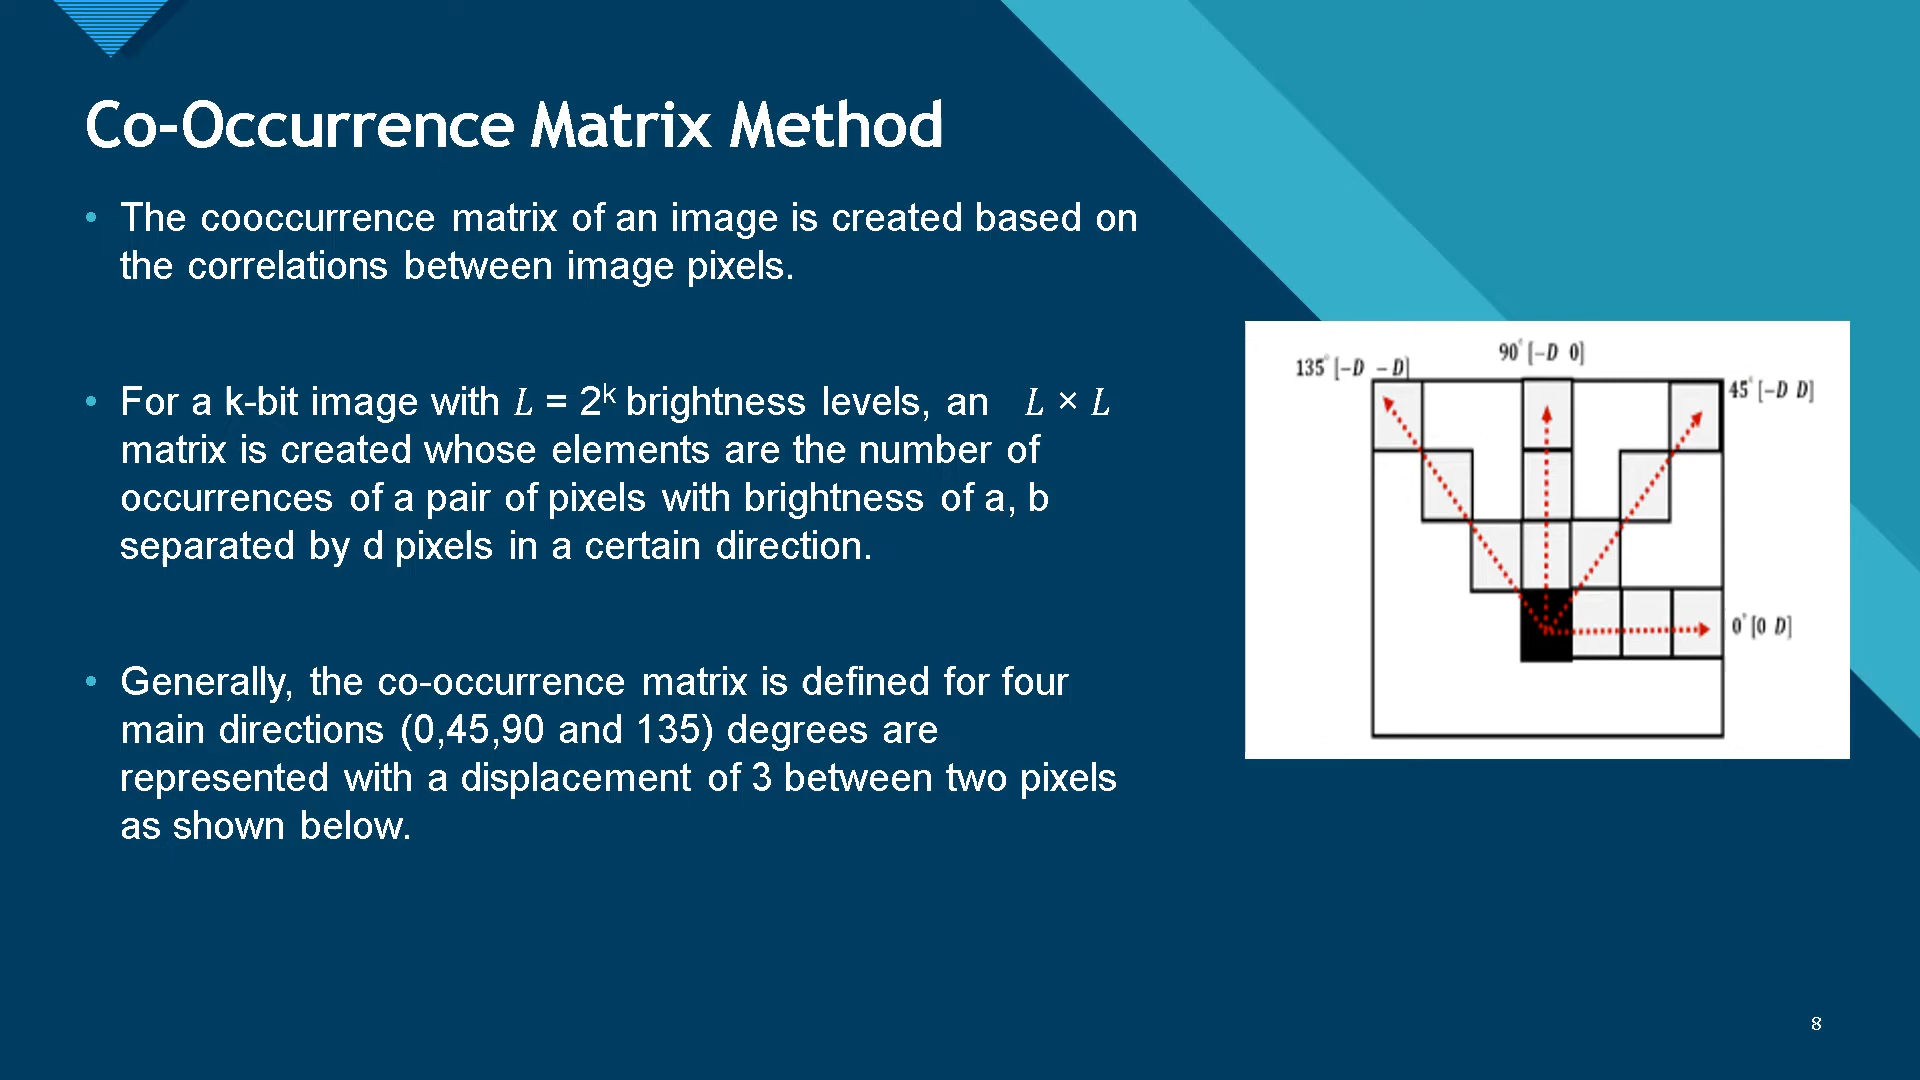 Co-Occurrence Matrix Method
• The cooccurrence matrix of an image is created based on
the correlations between image pixels.
• For a k-bit image with 𝐿 = 2ᵏ brightness levels, an 𝐿 × 𝐿
matrix is created whose elements are the number of
occurrences of a pair of pixels with brightness of a, b
separated by d pixels in a certain direction.
• Generally, the co-occurrence matrix is defined for four
main directions (0,45,90 and 135) degrees are
represented with a displacement of 3 between two pixels
as shown below.
135° [−D − D]
90° [−D 0]
45° [−D D]
0° [0 D]
8